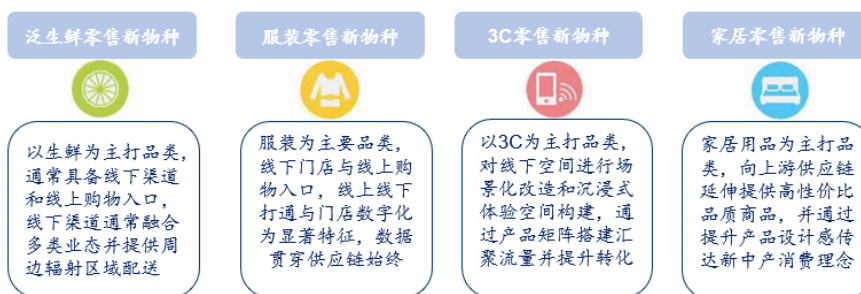 泛生鲜零售新物种
服装零售新物种
3C零售新物种
家居零售新物种
以生鲜为主打品类,
通常具备线下渠道
和线上购物入口,
线下渠道通常融合
多类业态并提供周
边辐射区域配送
服装为主要品类,
线下门店与线上购
物入口,线上线下
打通与门店数字化
为显著特征,数据
贯穿供应链始终
以3C为主打品类,
对线下空间进行场
景化改造和沉浸式
体验空间构建,通
过产品矩阵搭建汇
聚流量并提升转化
家居用品为主打品
类,向上游供应链
延伸提供高性价比
品质商品,并通过
提升产品设计感传
达新中产消费理念